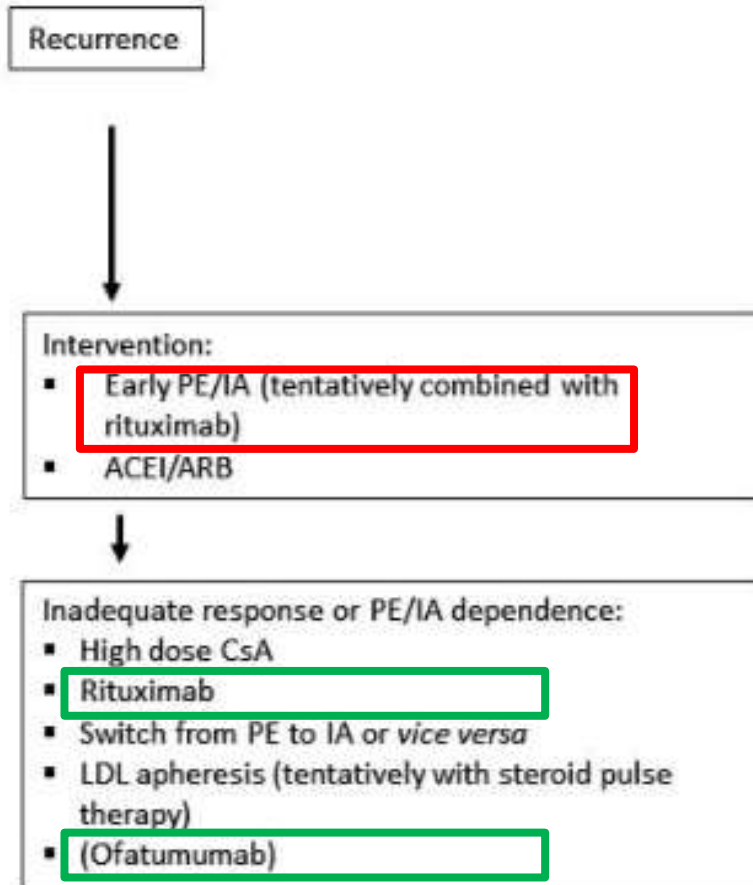 Recurrence
Intervention:
▪ Early PE/IA (tentatively combined with
rituximab)
▪ ACEI/ARB
Inadequate response or PE/IA dependence:
▪ High dose CsA
▪ Rituximab
▪ Switch from PE to IA or vice versa
▪ LDL apheresis (tentatively with steroid pulse
therapy)
▪ (Ofatumumab)